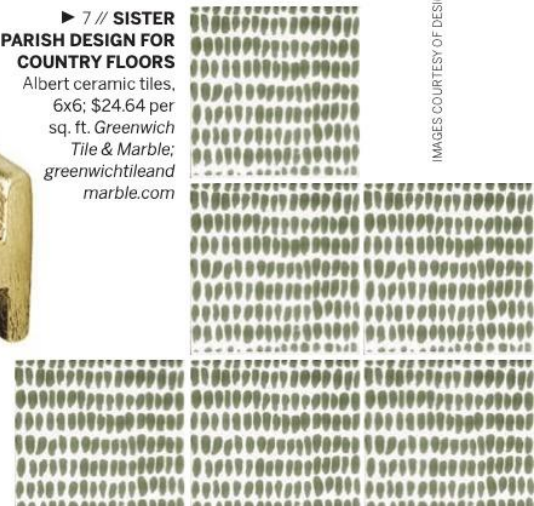 ► 7 // SISTER
PARISH DESIGN FOR
COUNTRY FLOORS
Albert ceramic tiles,
6x6; $24.64 per
sq. ft. Greenwich
Tile & Marble;
greenwichtileand
marble.com
IMAGES COURTESY OF